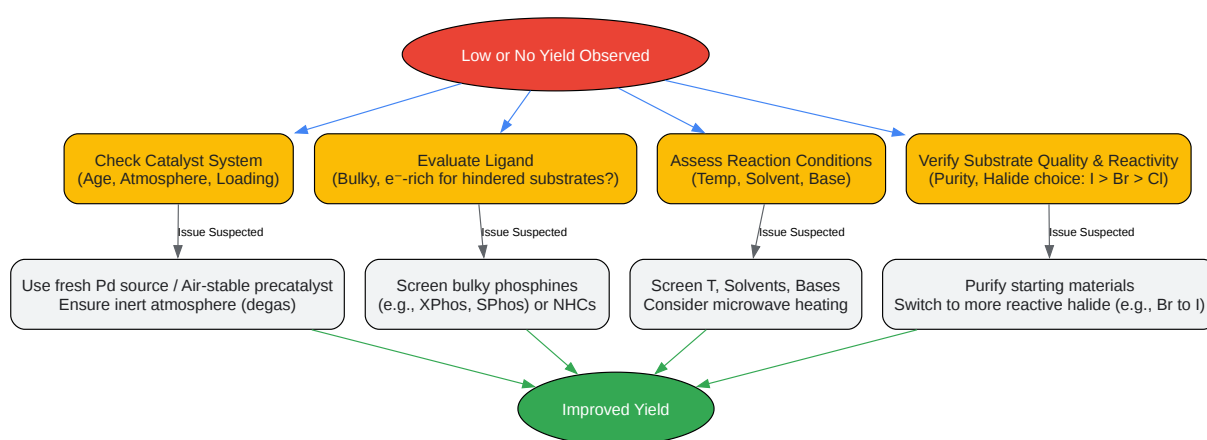 Low or No Yield Observed
Check Catalyst System
(Age, Atmosphere, Loading)
Evaluate Ligand
(Bulky, e⁻-rich for hindered substrates?)
Assess Reaction Conditions
(Temp, Solvent, Base)
Verify Substrate Quality & Reactivity
(Purity, Halide choice: I > Br > Cl)
Issue Suspected
Issue Suspected
Issue Suspected
Issue Suspected
Use fresh Pd source / Air-stable precatalyst
Ensure inert atmosphere (degas)
Screen bulky phosphines
(e.g., XPhos, SPhos) or NHCs
Screen T, Solvents, Bases
Consider microwave heating
Purify starting materials
Switch to more reactive halide (e.g., Br to I)
Improved Yield